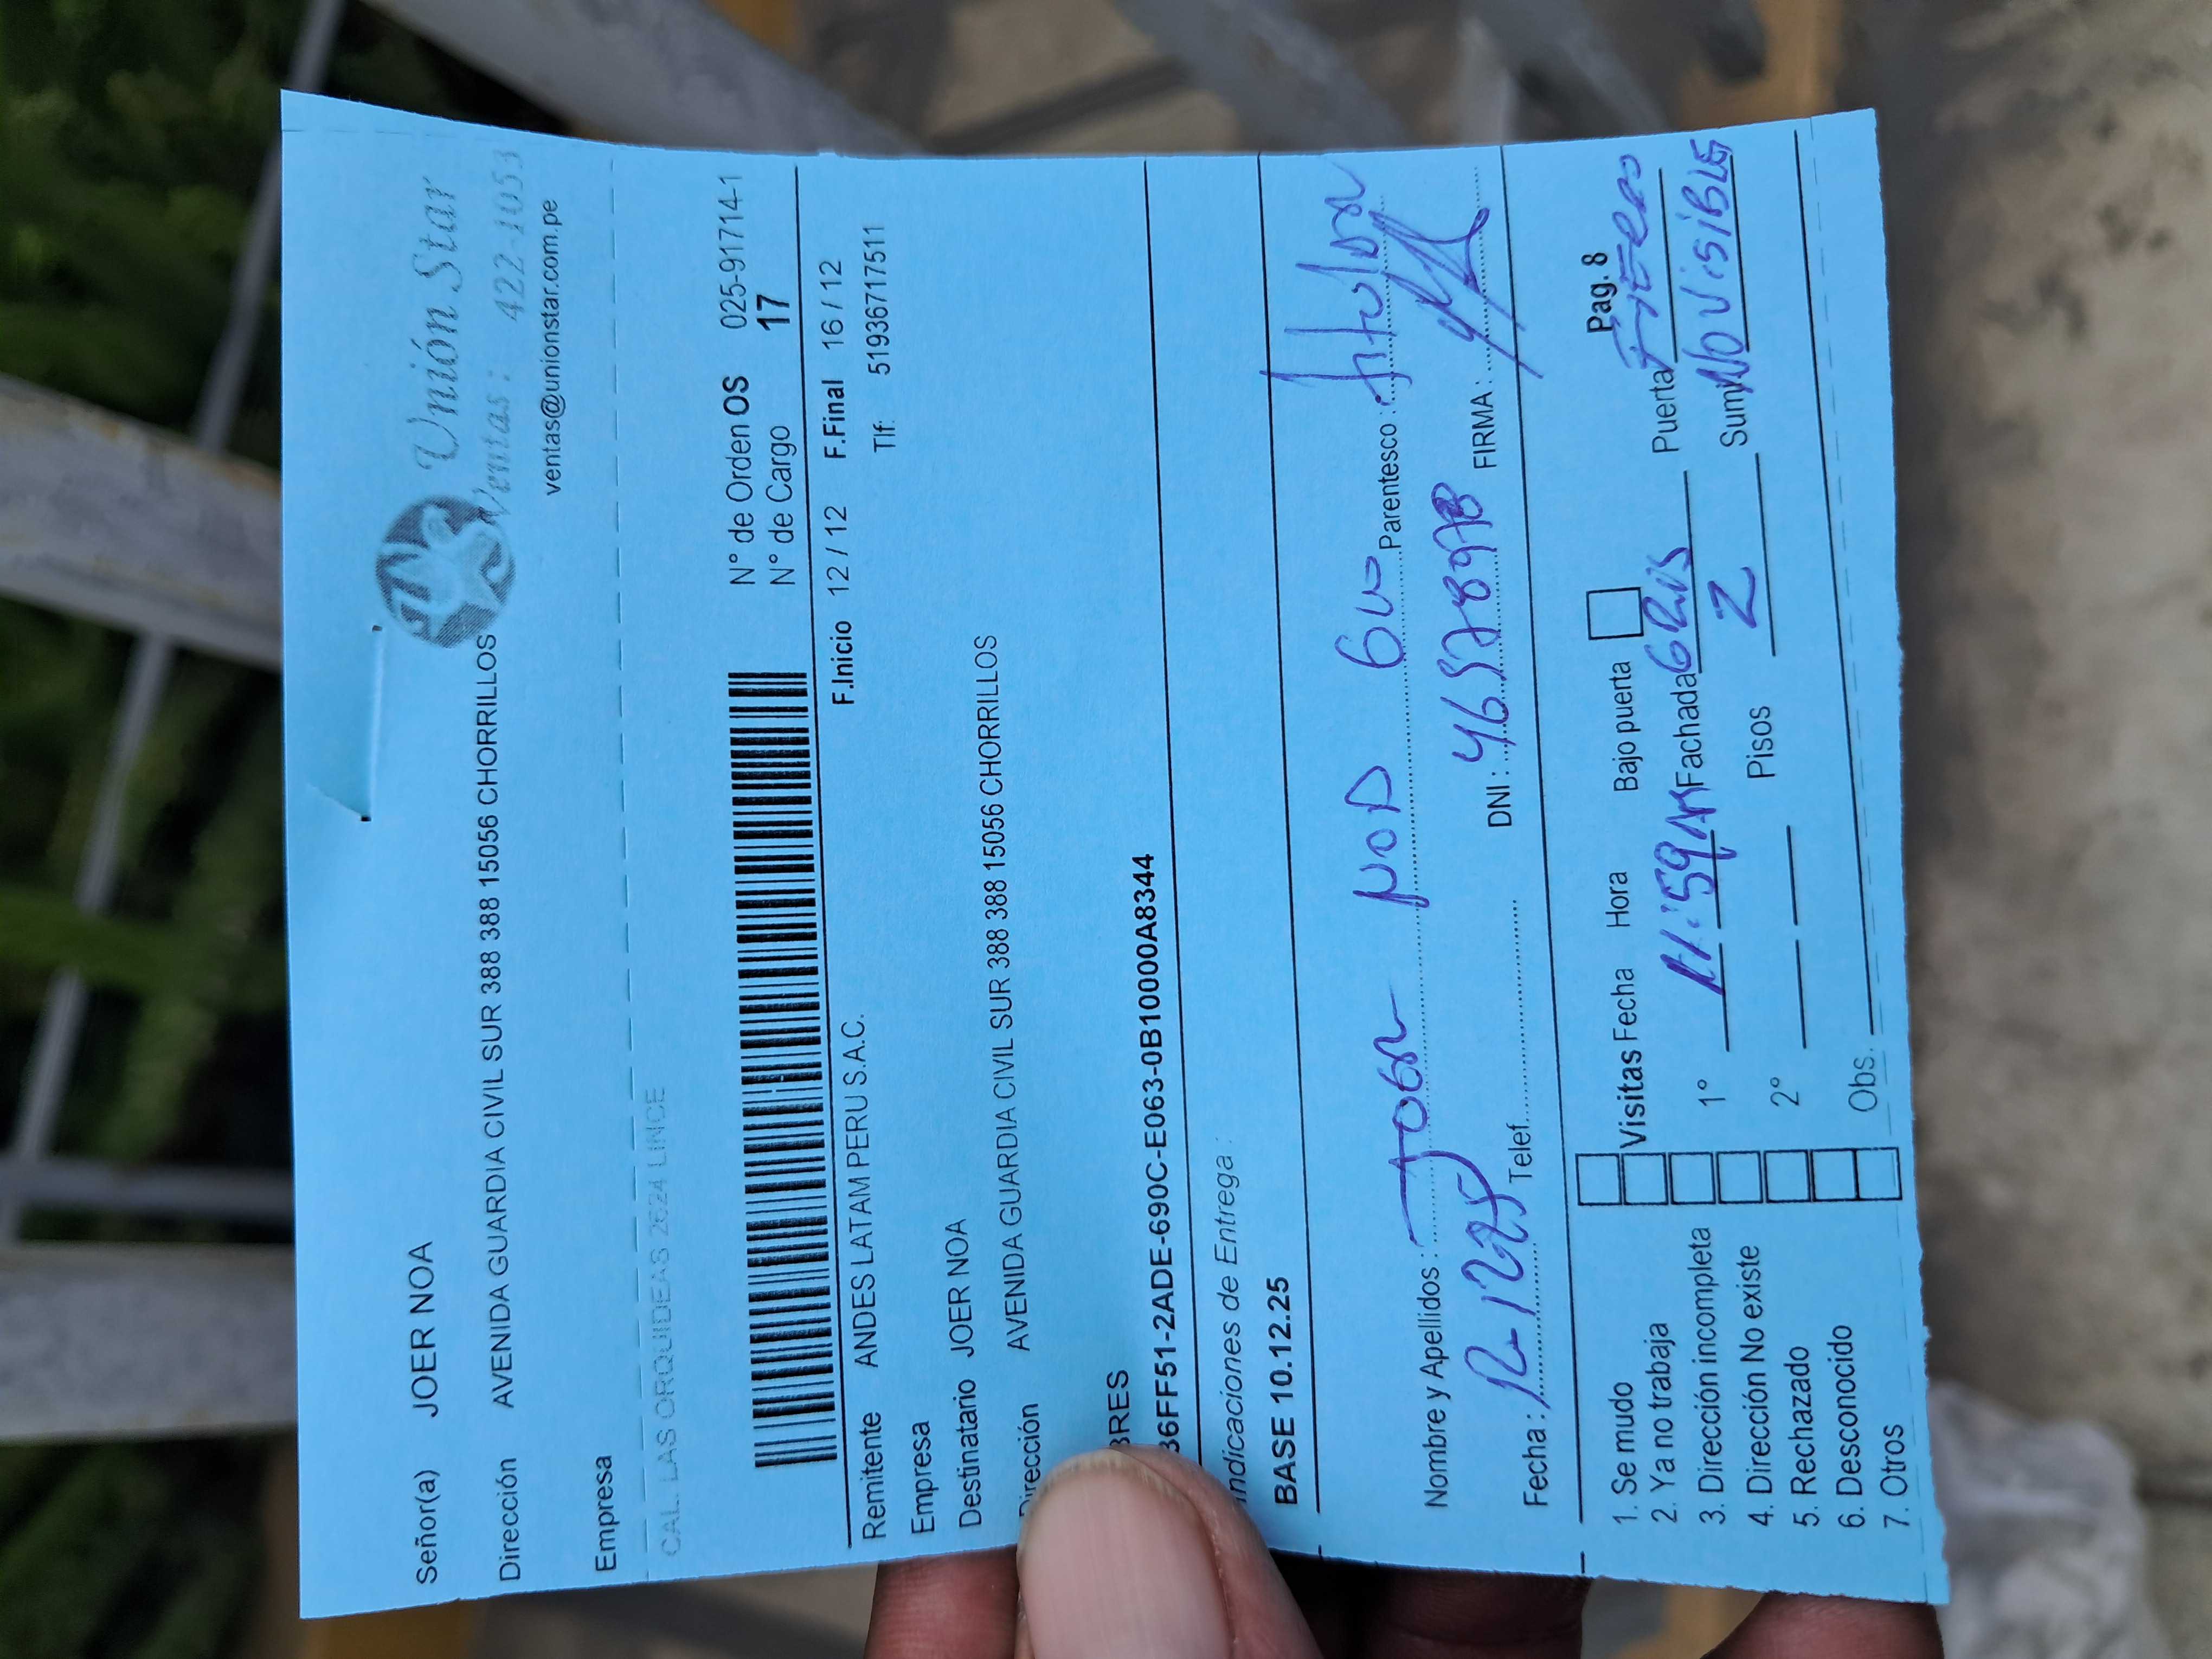 Unión Star
Ventas: 422-1053
ventas@unionstar.com.pe
Señor(a) JOER NOA
Dirección AVENIDA GUARDIA CIVIL SUR 388 388 15056 CHORRILLOS
Empresa
CAL. LAS ORQUIDEAS 2624 LINCE
N° de Orden OS 025-91714-1
N° de Cargo 17
F.Inicio 12 / 12 F.Final 16 / 12
Remitente ANDES LATAM PERU S.A.C. Tlf: 51936717511
Empresa
Destinatario JOER NOA
Dirección AVENIDA GUARDIA CIVIL SUR 388 388 15056 CHORRILLOS
BRES
36FF51-2ADE-690C-E063-0B10000A8344
Indicaciones de Entrega :
BASE 10.12.25
Nombre y Apellidos : Joer Noa Parentesco : titular
Fecha : 12-12-25 Telef. DNI : 46578978 FIRMA :
Pag. 8
1. Se mudo
2. Ya no trabaja
3. Dirección incompleta
4. Dirección No existe
5. Rechazado
6. Desconocido
7. Otros
Visitas Fecha Hora Bajo puerta
1° 11:59AM Fachada Gris Puerta Fierro
2° Pisos 2 Sum NO VISIBLE
Obs.